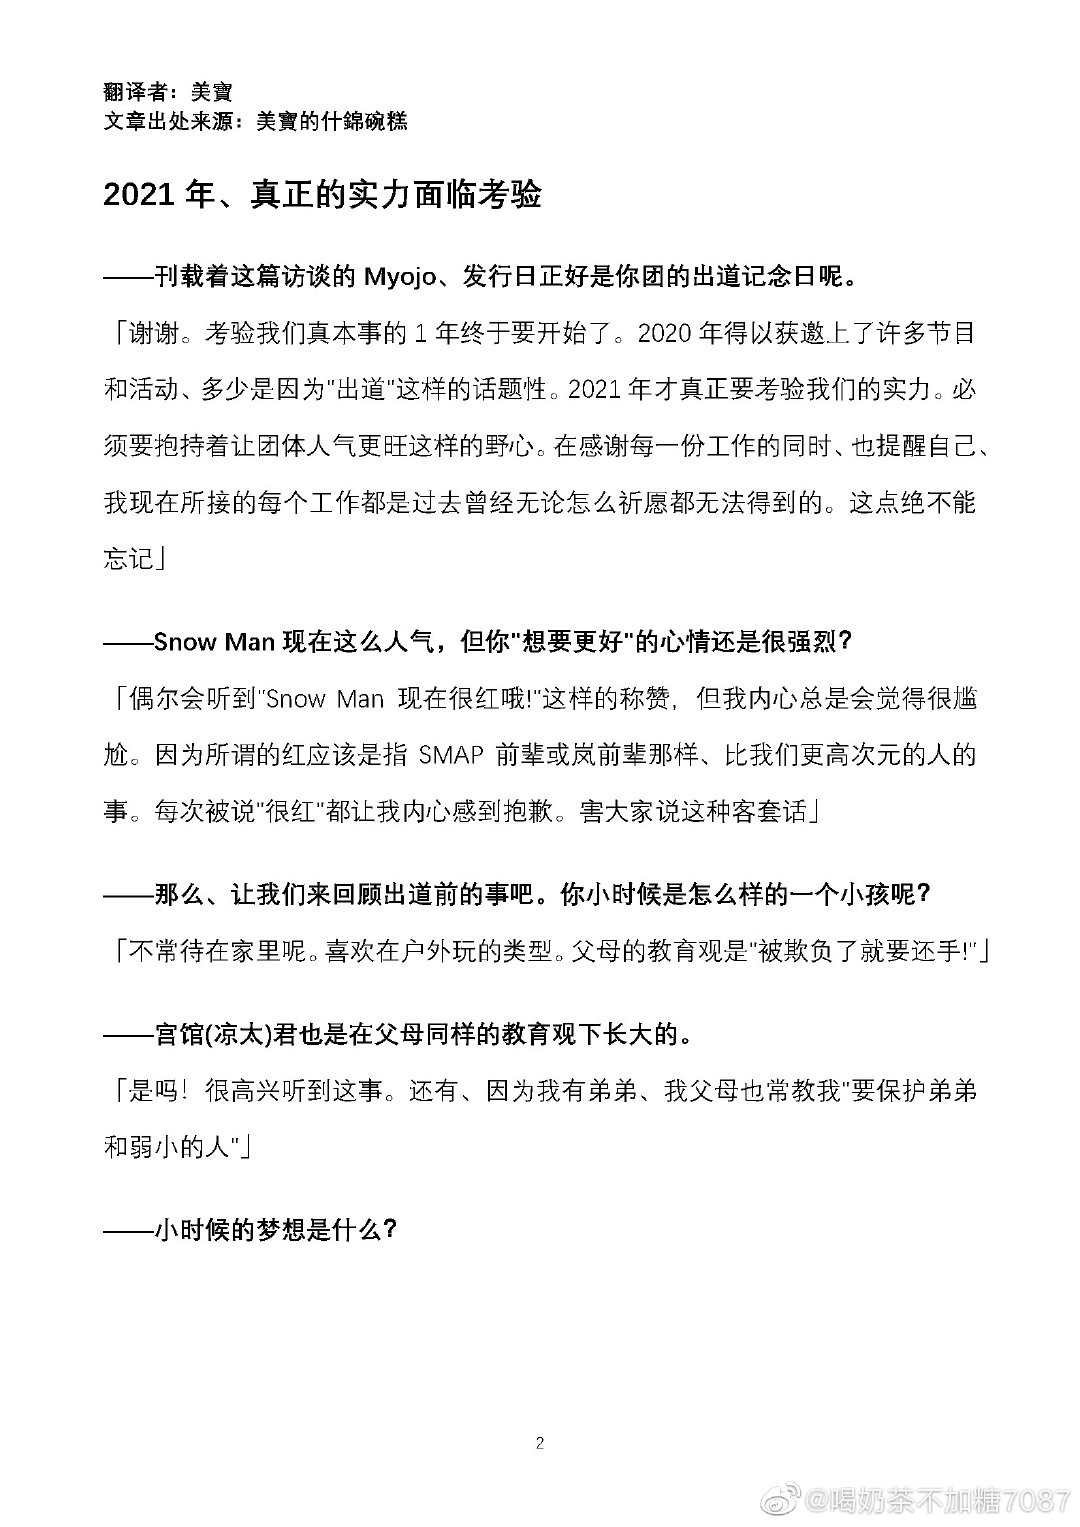 翻译者：美寶
文章出处来源：美寶的什錦碗糕
2021 年、真正的实力面临考验
——刊载着这篇访谈的 Myojo、发行日正好是你团的出道记念日呢。
「谢谢。考验我们真本事的 1 年终于要开始了。2020 年得以获邀上了许多节目
和活动、多少是因为"出道"这样的话题性。2021 年才真正要考验我们的实力。必
须要抱持着让团体人气更旺这样的野心。在感谢每一份工作的同时、也提醒自己、
我现在所接的每个工作都是过去曾经无论怎么祈愿都无法得到的。这点绝不能
忘记」
——Snow Man 现在这么人气，但你"想要更好"的心情还是很强烈？
「偶尔会听到"Snow Man 现在很红哦!"这样的称赞，但我内心总是会觉得很尴
尬。因为所谓的红应该是指 SMAP 前辈或岚前辈那样、比我们更高次元的人的
事。每次被说"很红"都让我内心感到抱歉。害大家说这种客套话」
——那么、让我们来回顾出道前的事吧。你小时候是怎么样的一个小孩呢？
「不常待在家里呢。喜欢在户外玩的类型。父母的教育观是"被欺负了就要还手!"」
——宫馆(凉太)君也是在父母同样的教育观下长大的。
「是吗！很高兴听到这事。还有、因为我有弟弟、我父母也常教我"要保护弟弟
和弱小的人"」
——小时候的梦想是什么？
2
@喝奶茶不加糖7087